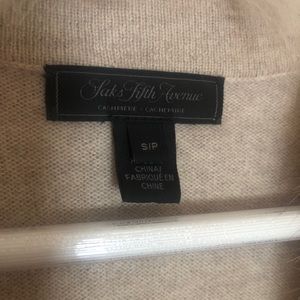 Saks Fifth Avenue
CASHMERE • CACHEMIRE
S/P
CHINA/
FABRIQUÉ EN
CHINE